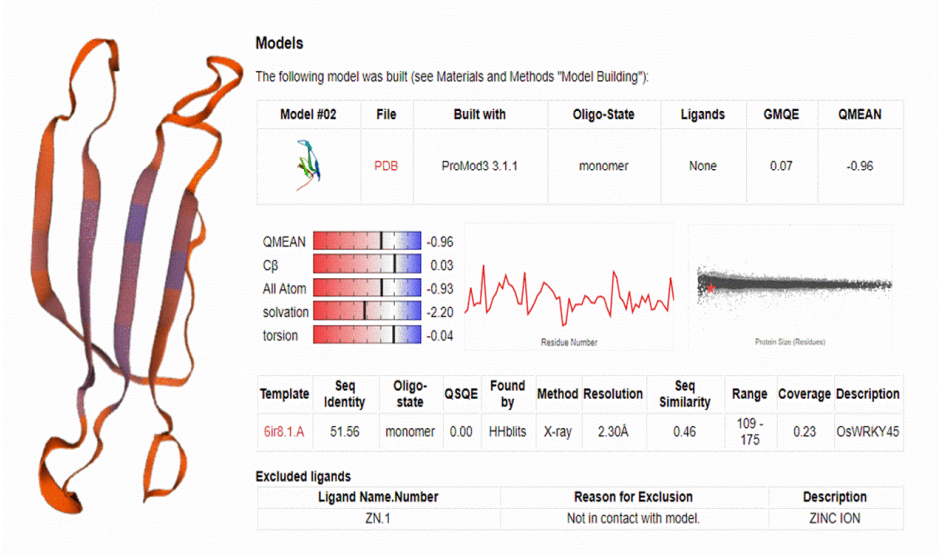 Models
The following model was built (see Materials and Methods "Model Building"):
Model #02 File Built with Oligo-State Ligands GMQE QMEAN
PDB ProMod3 3.1.1 monomer None 0.07 -0.96
QMEAN -0.96
Cβ 0.03
All Atom -0.93
solvation -2.20
torsion -0.04
Residue Number
Protein Size (Residues)
Template Seq Identity Oligo-state QSQE Found by Method Resolution Seq Similarity Range Coverage Description
6ir8.1.A 51.56 monomer 0.00 HHblits X-ray 2.30Å 0.46 109 - 175 0.23 OsWRKY45
Excluded ligands
Ligand Name.Number Reason for Exclusion Description
ZN.1 Not in contact with model. ZINC ION